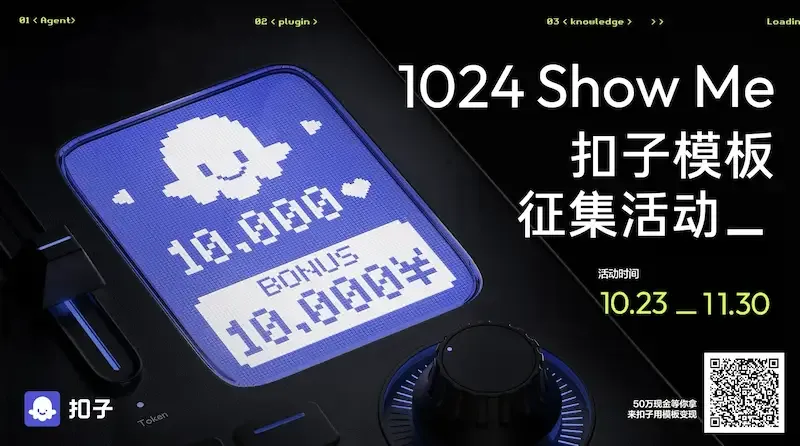 01 < Agent>
02 < plugin >
03 < knowledge >
> >
Loadin
1024 Show Me
扣子模板
征集活动_
活动时间
10.23 _ 11.30
10,000
BONUS
10,000¥
扣子
Token
50万现金等你拿
来扣子用模板变现